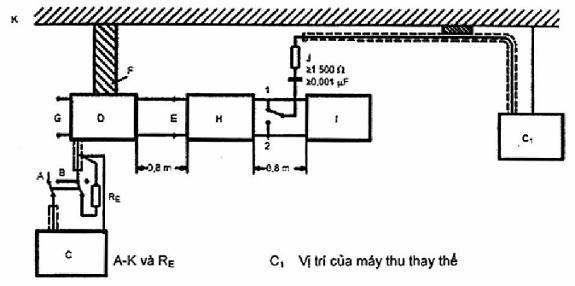 K
F
J
≥1 500 Ω
≥0,001 µF
1
G
D
E
H
I
C₁
2
0,8 m
0,8 m
A
B
R_E
C
A-K và R_E
C₁ Vị trí của máy thu thay thế